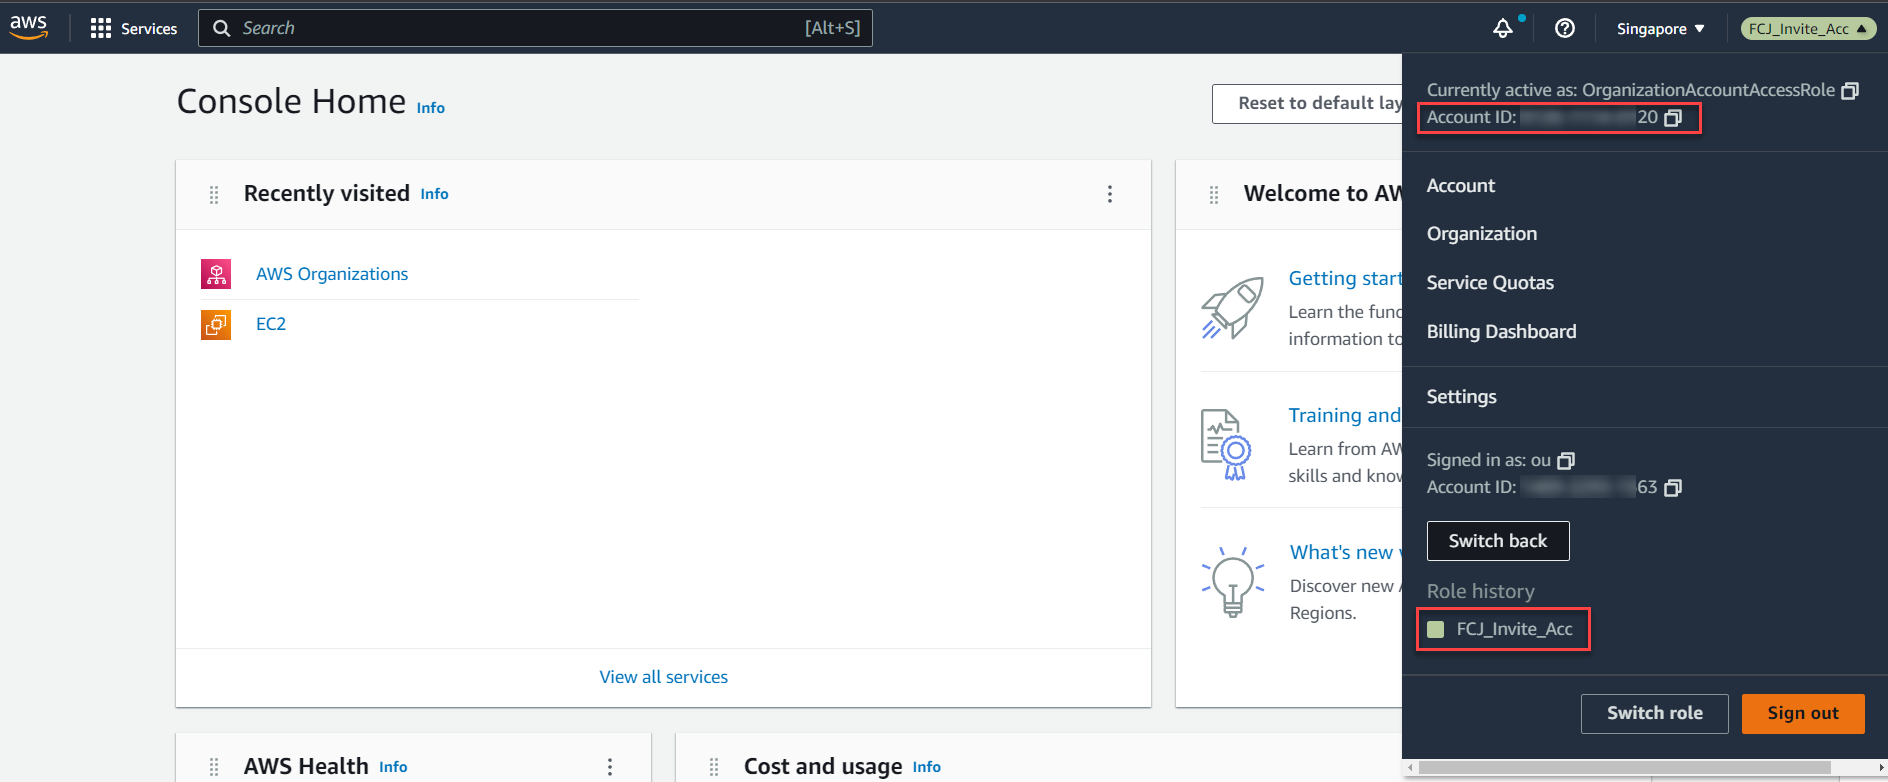 aws
Services
Search
[Alt+S]
Singapore
FCJ_Invite_Acc
Console Home Info
Reset to default lay
Recently visited Info
AWS Organizations
EC2
View all services
Welcome to AW
Getting start
Learn the func
information to
Training and
Learn from AW
skills and know
What's new
Discover new
Regions.
AWS Health Info
Cost and usage Info
Currently active as: OrganizationAccountAccessRole
Account ID: 20
Account
Organization
Service Quotas
Billing Dashboard
Settings
Signed in as: ou
Account ID: 63
Switch back
Role history
FCJ_Invite_Acc
Switch role
Sign out